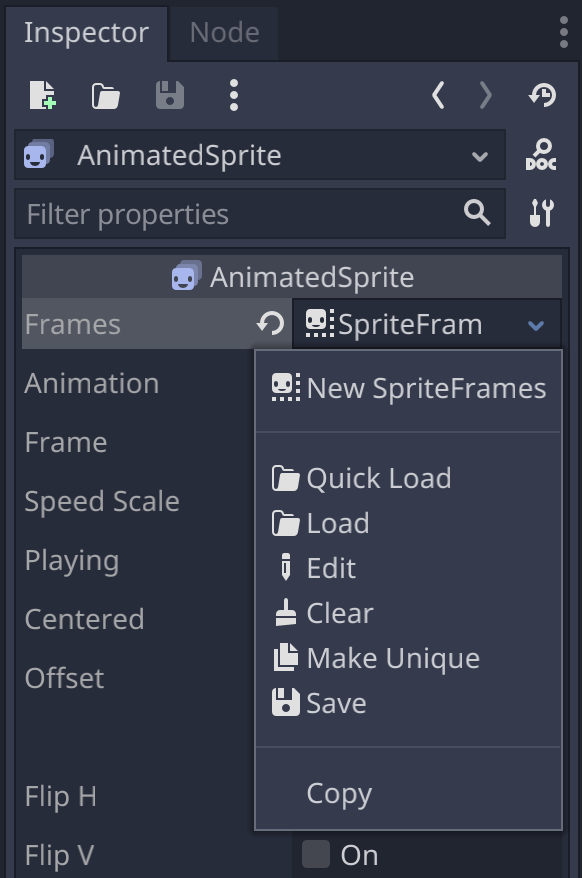 Inspector Node
DOC
AnimatedSprite
Filter properties
AnimatedSprite
Frames SpriteFram
New SpriteFrames
Animation
Frame
Quick Load
Speed Scale
Load
Playing
Edit
Centered
Clear
Offset
Make Unique
Save
Flip H
Copy
Flip V On